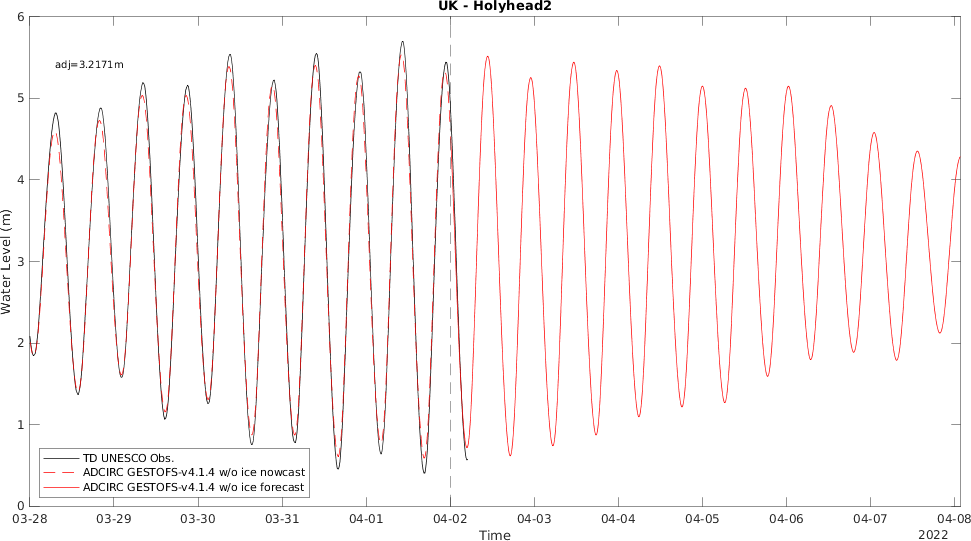 UK - Holyhead2
adj=3.2171m
6
5
4
3
2
1
0
Water Level (m)
TD UNESCO Obs.
ADCIRC GESTOFS-v4.1.4 w/o ice nowcast
ADCIRC GESTOFS-v4.1.4 w/o ice forecast
03-28 03-29 03-30 03-31 04-01 04-02 04-03 04-04 04-05 04-06 04-07 04-08
Time
2022